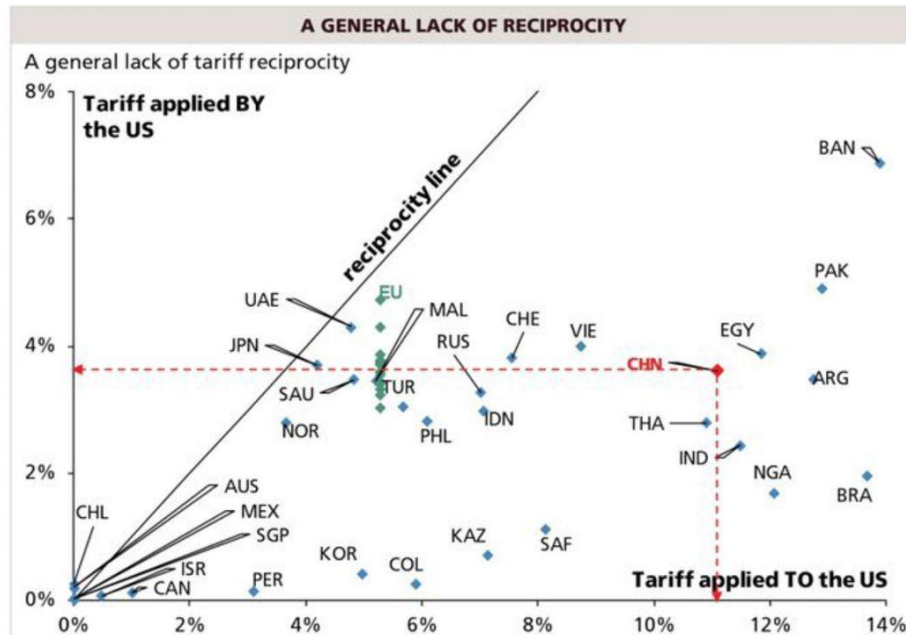 A GENERAL LACK OF RECIPROCITY
A general lack of tariff reciprocity
8%
Tariff applied BY
the US
BAN
reciprocity line
6%
PAK
EU
UAE
MAL
CHE
RUS
VIE
EGY
4%
JPN
CHN
SAU
TUR
ARG
NOR
PHL
IDN
THA
IND
2%
NGA
BRA
AUS
CHL
MEX
SGP
KOR
COL
KAZ
SAF
ISR
CAN
PER
Tariff applied TO the US
0%
0% 2% 4% 6% 8% 10% 12% 14%